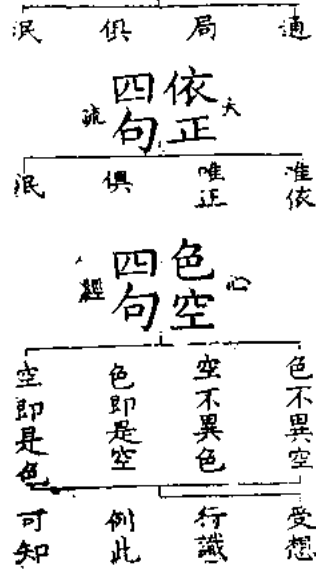 通
局
俱
泯
依正
四句
大
疏
唯依
唯正
俱
泯
色空
四句
心
經
色不異空
空不異色
色即是空
空即是色
受想
行識
例此
可知